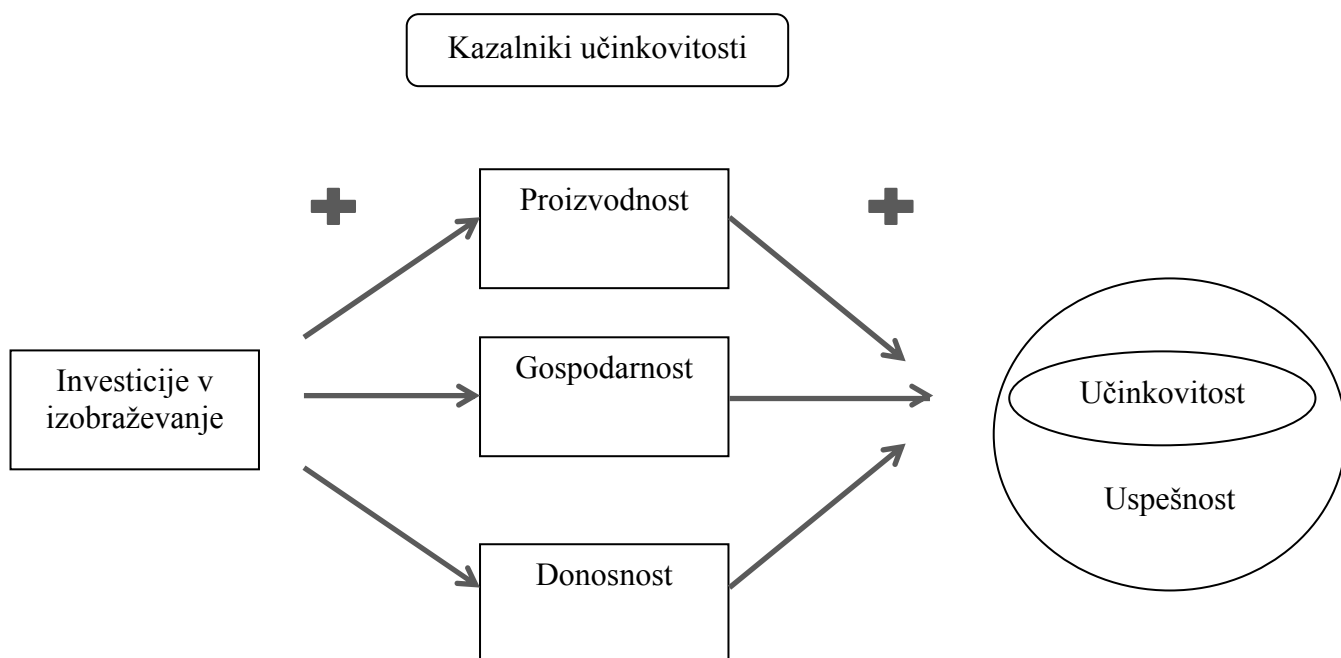 Kazalniki učinkovitosti
Proizvodnost
Investicije v
izobraževanje
Gospodarnost
Učinkovitost
Uspešnost
Donosnost